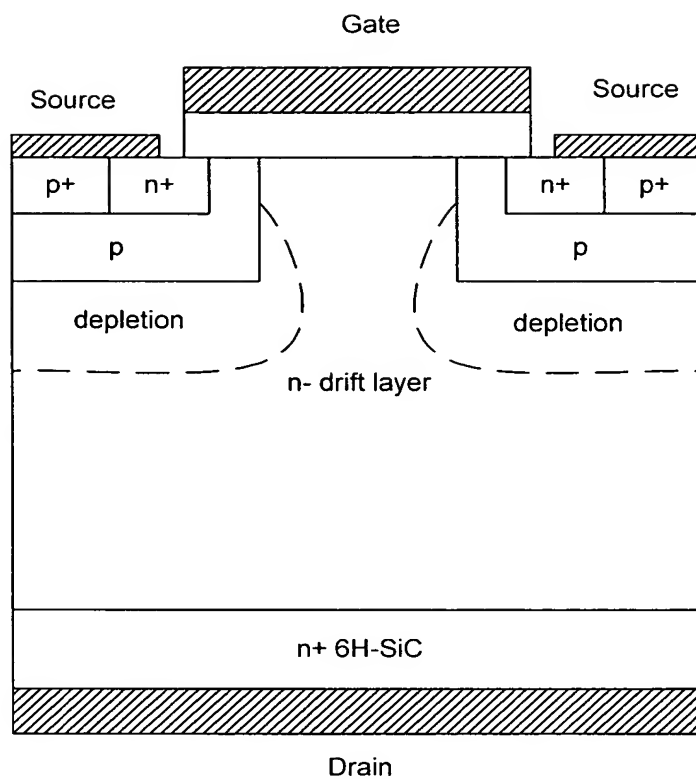 Gate
Source
Source
p+
n+
n+
p+
p
p
depletion
depletion
n- drift layer
n+ 6H-SiC
Drain